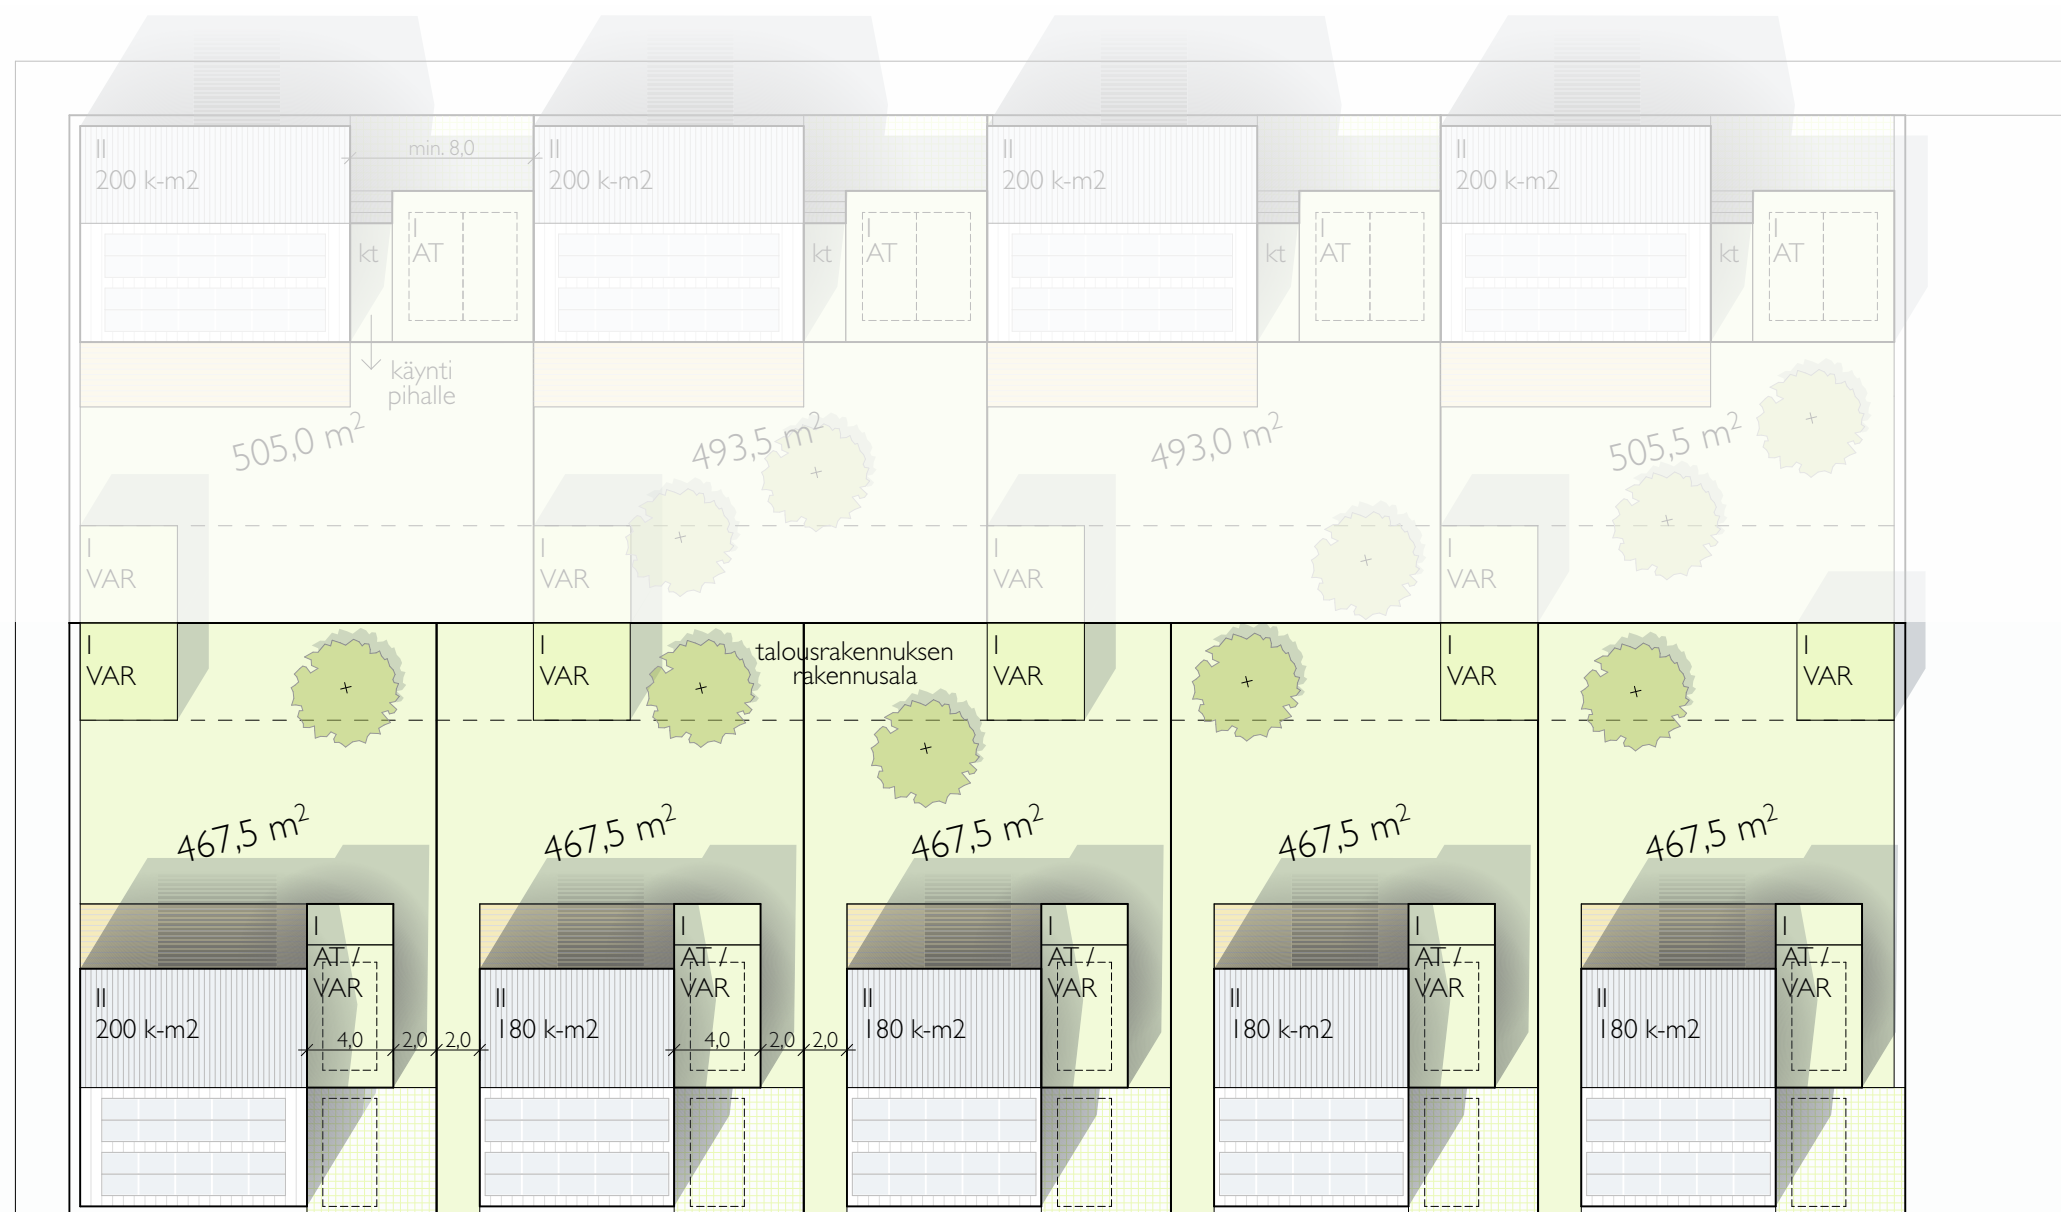 II
200 k-m2
min. 8,0
II
200 k-m2
II
200 k-m2
II
200 k-m2
kt
I
AT
kt
I
AT
kt
I
AT
kt
I
AT
käynti
pihalle
505,0 m²
493,5 m²
493,0 m²
505,5 m²
I
VAR
I
VAR
I
VAR
I
VAR
I
VAR
I
VAR
talousrakennuksen
rakennusala
I
VAR
I
VAR
I
VAR
467,5 m²
467,5 m²
467,5 m²
467,5 m²
467,5 m²
I
AT /
VAR
I
AT /
VAR
I
AT /
VAR
I
AT /
VAR
I
AT /
VAR
II
200 k-m2
II
180 k-m2
II
180 k-m2
II
180 k-m2
II
180 k-m2
4,0 2,0 2,0 4,0 2,0 2,0